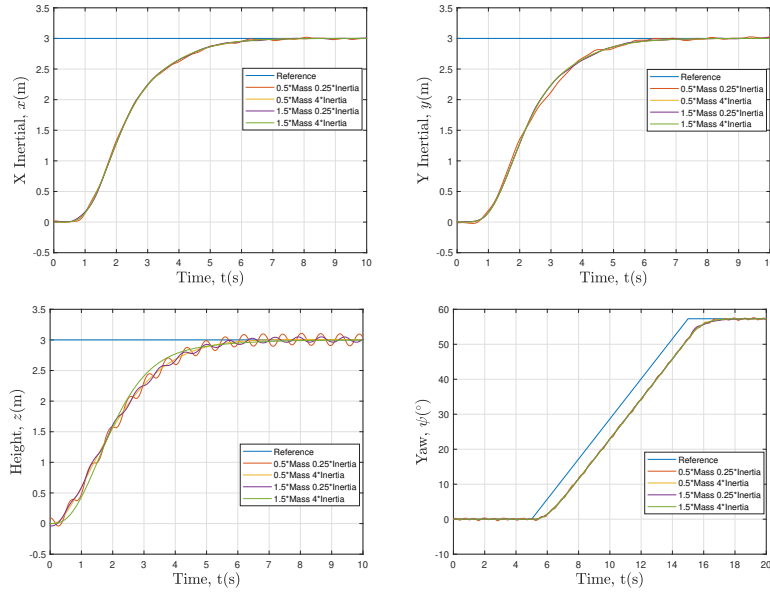 3.5
3
2.5
2
1.5
1
0.5
0
-0.5
X Inertial, x(m)
Reference
0.5*Mass 0.25*Inertia
0.5*Mass 4*Inertia
1.5*Mass 0.25*Inertia
1.5*Mass 4*Inertia
0 1 2 3 4 5 6 7 8 9 10
Time, t(s)
3.5
3
2.5
2
1.5
1
0.5
0
-0.5
Y Inertial, y(m)
Reference
0.5*Mass 0.25*Inertia
0.5*Mass 4*Inertia
1.5*Mass 0.25*Inertia
1.5*Mass 4*Inertia
0 1 2 3 4 5 6 7 8 9 10
Time, t(s)
3.5
3
2.5
2
1.5
1
0.5
0
-0.5
Height, z(m)
Reference
0.5*Mass 0.25*Inertia
0.5*Mass 4*Inertia
1.5*Mass 0.25*Inertia
1.5*Mass 4*Inertia
0 1 2 3 4 5 6 7 8 9 10
Time, t(s)
60
50
40
30
20
10
0
-10
Yaw, ψ(°)
Reference
0.5*Mass 0.25*Inertia
0.5*Mass 4*Inertia
1.5*Mass 0.25*Inertia
1.5*Mass 4*Inertia
0 2 4 6 8 10 12 14 16 18 20
Time, t(s)